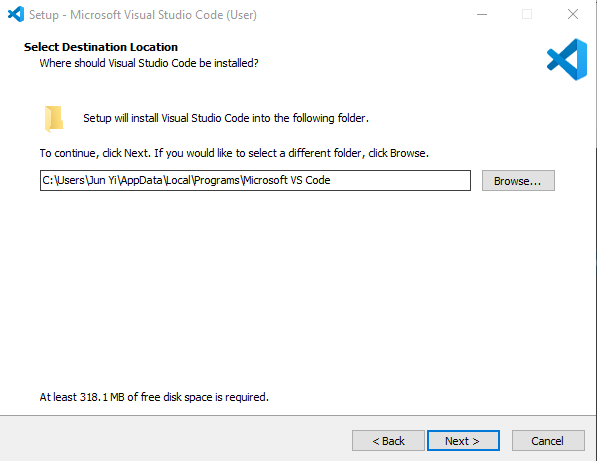 Setup - Microsoft Visual Studio Code (User)
Select Destination Location
Where should Visual Studio Code be installed?
Setup will install Visual Studio Code into the following folder.
To continue, click Next. If you would like to select a different folder, click Browse.
C:\Users\Jun Yi\AppData\Local\Programs\Microsoft VS Code
Browse...
At least 318.1 MB of free disk space is required.
< Back
Next >
Cancel